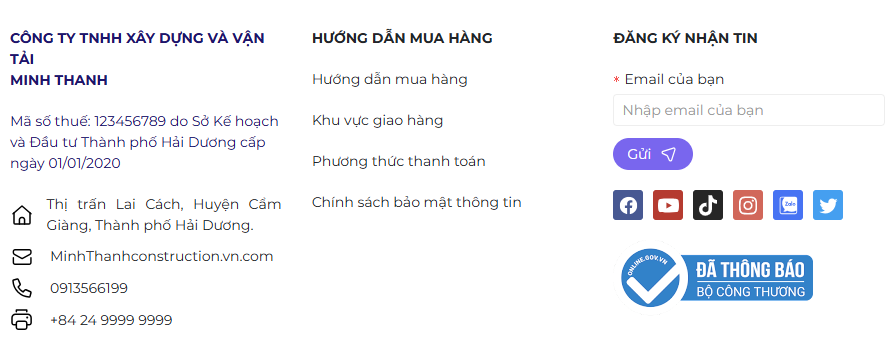 CÔNG TY TNHH XÂY DỰNG VÀ VẬN
TẢI
MINH THANH
Mã số thuế: 123456789 do Sở Kế hoạch
và Đầu tư Thành phố Hải Dương cấp
ngày 01/01/2020
Thị trấn Lai Cách, Huyện Cẩm
Giàng, Thành phố Hải Dương.
MinhThanhconstruction.vn.com
0913566199
+84 24 9999 9999
HƯỚNG DẪN MUA HÀNG
Hướng dẫn mua hàng
Khu vực giao hàng
Phương thức thanh toán
Chính sách bảo mật thông tin
ĐĂNG KÝ NHẬN TIN
* Email của bạn
Nhập email của bạn
Gửi
Zalo
ONLINE.GOV.VN
ĐÃ THÔNG BÁO
BỘ CÔNG THƯƠNG